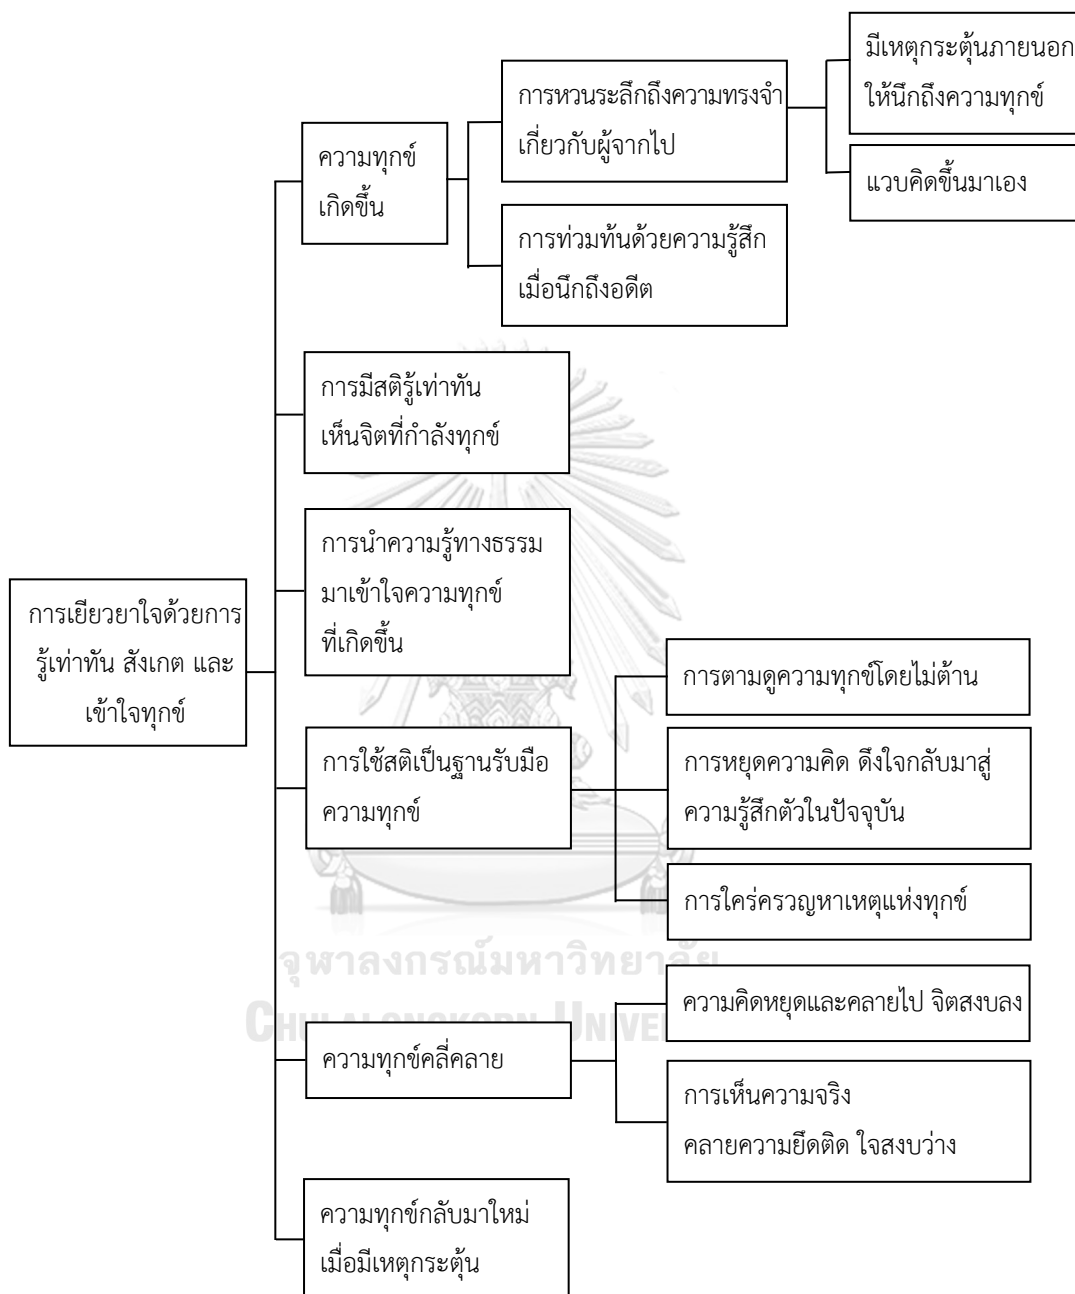 การเยียวยาใจด้วยการ
รู้เท่าทัน สังเกต และ
เข้าใจทุกข์
ความทุกข์
เกิดขึ้น
การหวนระลึกถึงความทรงจำ
เกี่ยวกับผู้จากไป
มีเหตุกระตุ้นภายนอก
ให้นึกถึงความทุกข์
แวบคิดขึ้นมาเอง
การท่วมท้นด้วยความรู้สึก
เมื่อนึกถึงอดีต
การมีสติรู้เท่าทัน
เห็นจิตที่กำลังทุกข์
การนำความรู้ทางธรรม
มาเข้าใจความทุกข์
ที่เกิดขึ้น
การใช้สติเป็นฐานรับมือ
ความทุกข์
การตามดูความทุกข์โดยไม่ต้าน
การหยุดความคิด ดึงใจกลับมาสู่
ความรู้สึกตัวในปัจจุบัน
การใคร่ครวญหาเหตุแห่งทุกข์
ความทุกข์คลี่คลาย
ความคิดหยุดและคลายไป จิตสงบลง
การเห็นความจริง
คลายความยึดติด ใจสงบว่าง
ความทุกข์กลับมาใหม่
เมื่อมีเหตุกระตุ้น
จุฬาลงกรณ์มหาวิทยาลัย